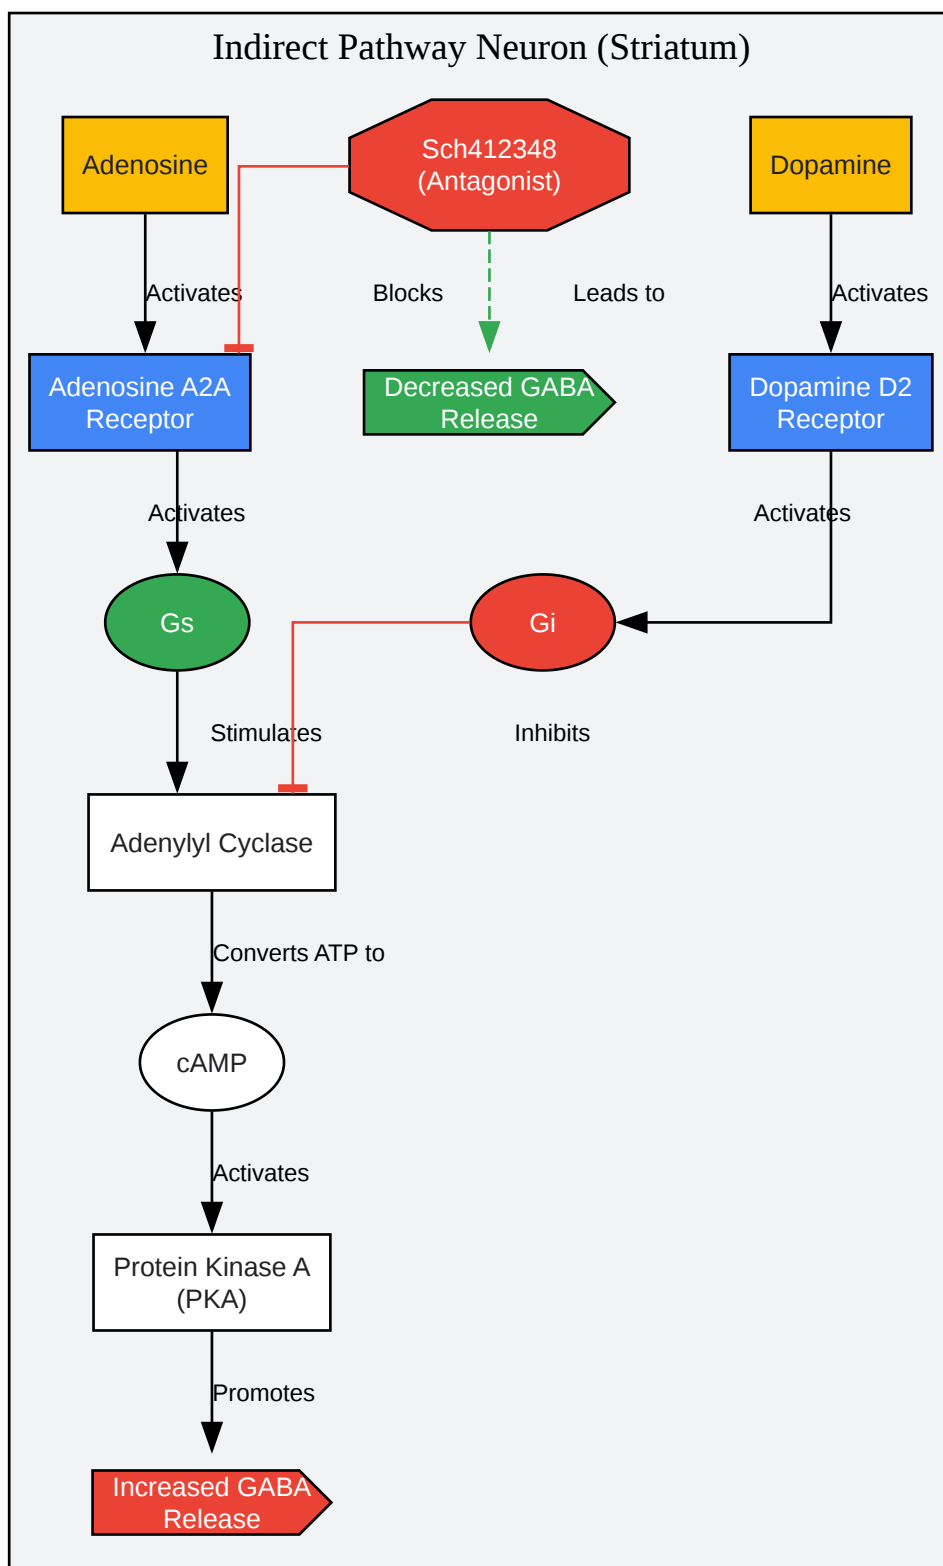 Indirect Pathway Neuron (Striatum)
Adenosine
Sch412348
(Antagonist)
Dopamine
Activates
Blocks
Leads to
Activates
Adenosine A2A
Receptor
Decreased GABA
Release
Dopamine D2
Receptor
Activates
Activates
Gs
Gi
Stimulates
Inhibits
Adenylyl Cyclase
Converts ATP to
cAMP
Activates
Protein Kinase A
(PKA)
Promotes
Increased GABA
Release